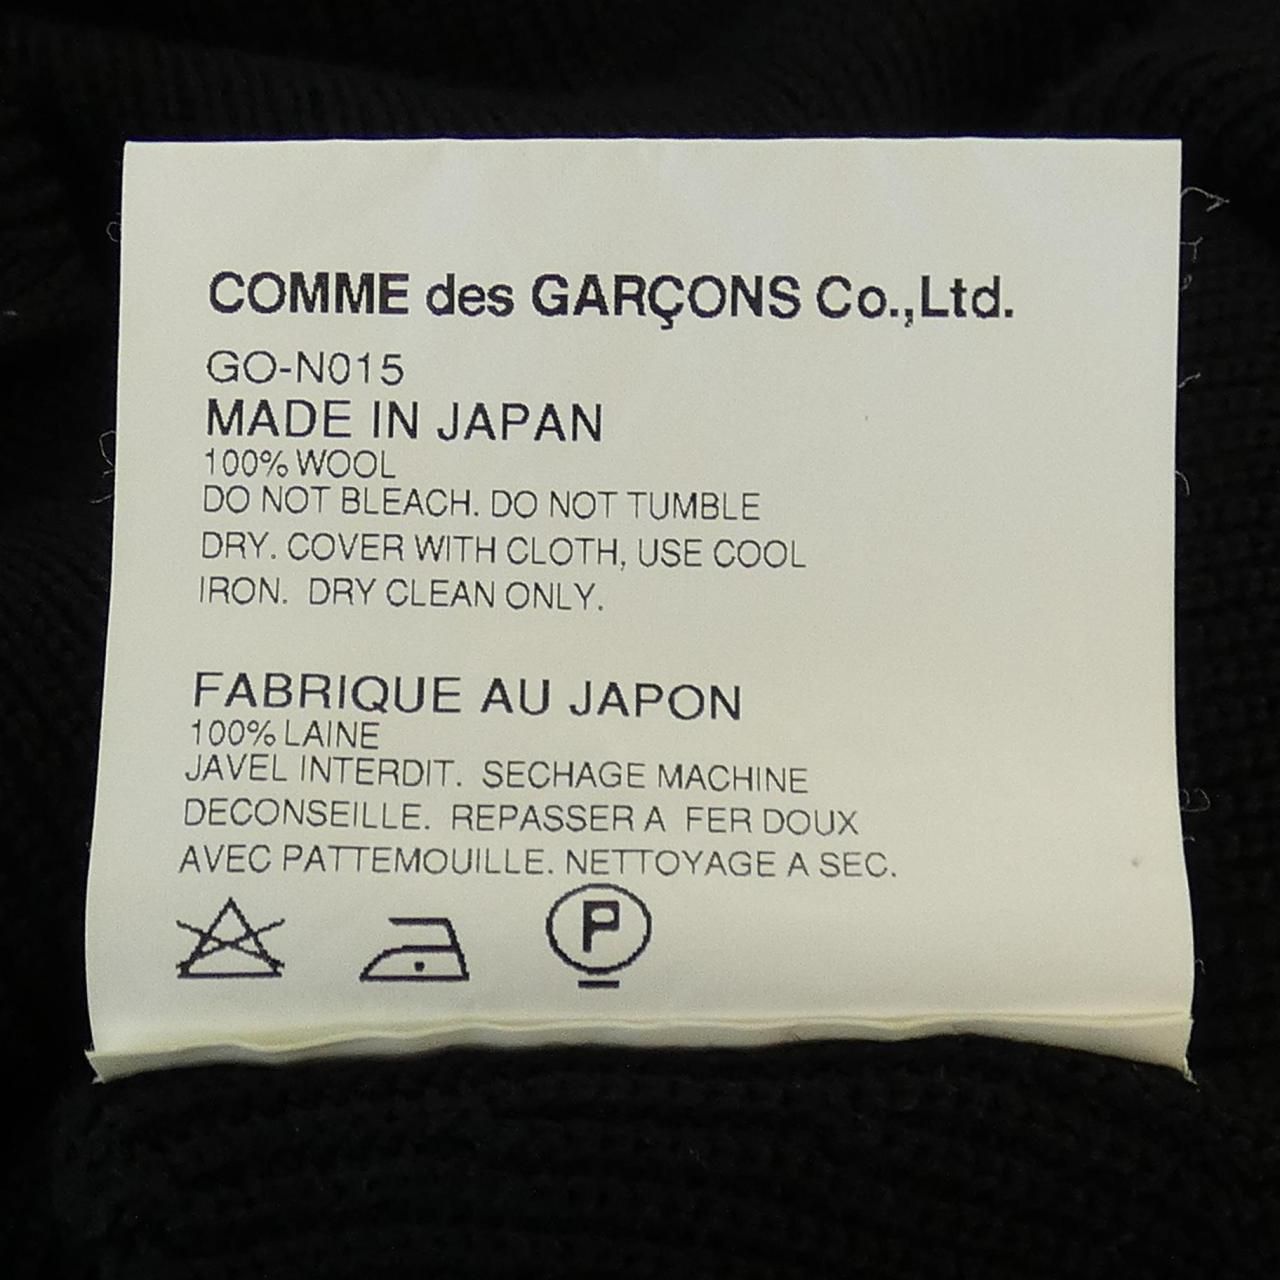 COMME des GARÇONS Co.,Ltd.
GO-N015
MADE IN JAPAN
100% WOOL
DO NOT BLEACH. DO NOT TUMBLE
DRY. COVER WITH CLOTH, USE COOL
IRON. DRY CLEAN ONLY.
FABRIQUE AU JAPON
100% LAINE
JAVEL INTERDIT. SECHAGE MACHINE
DECONSEILLE. REPASSER A FER DOUX
AVEC PATTEMOUILLE. NETTOYAGE A SEC.
P